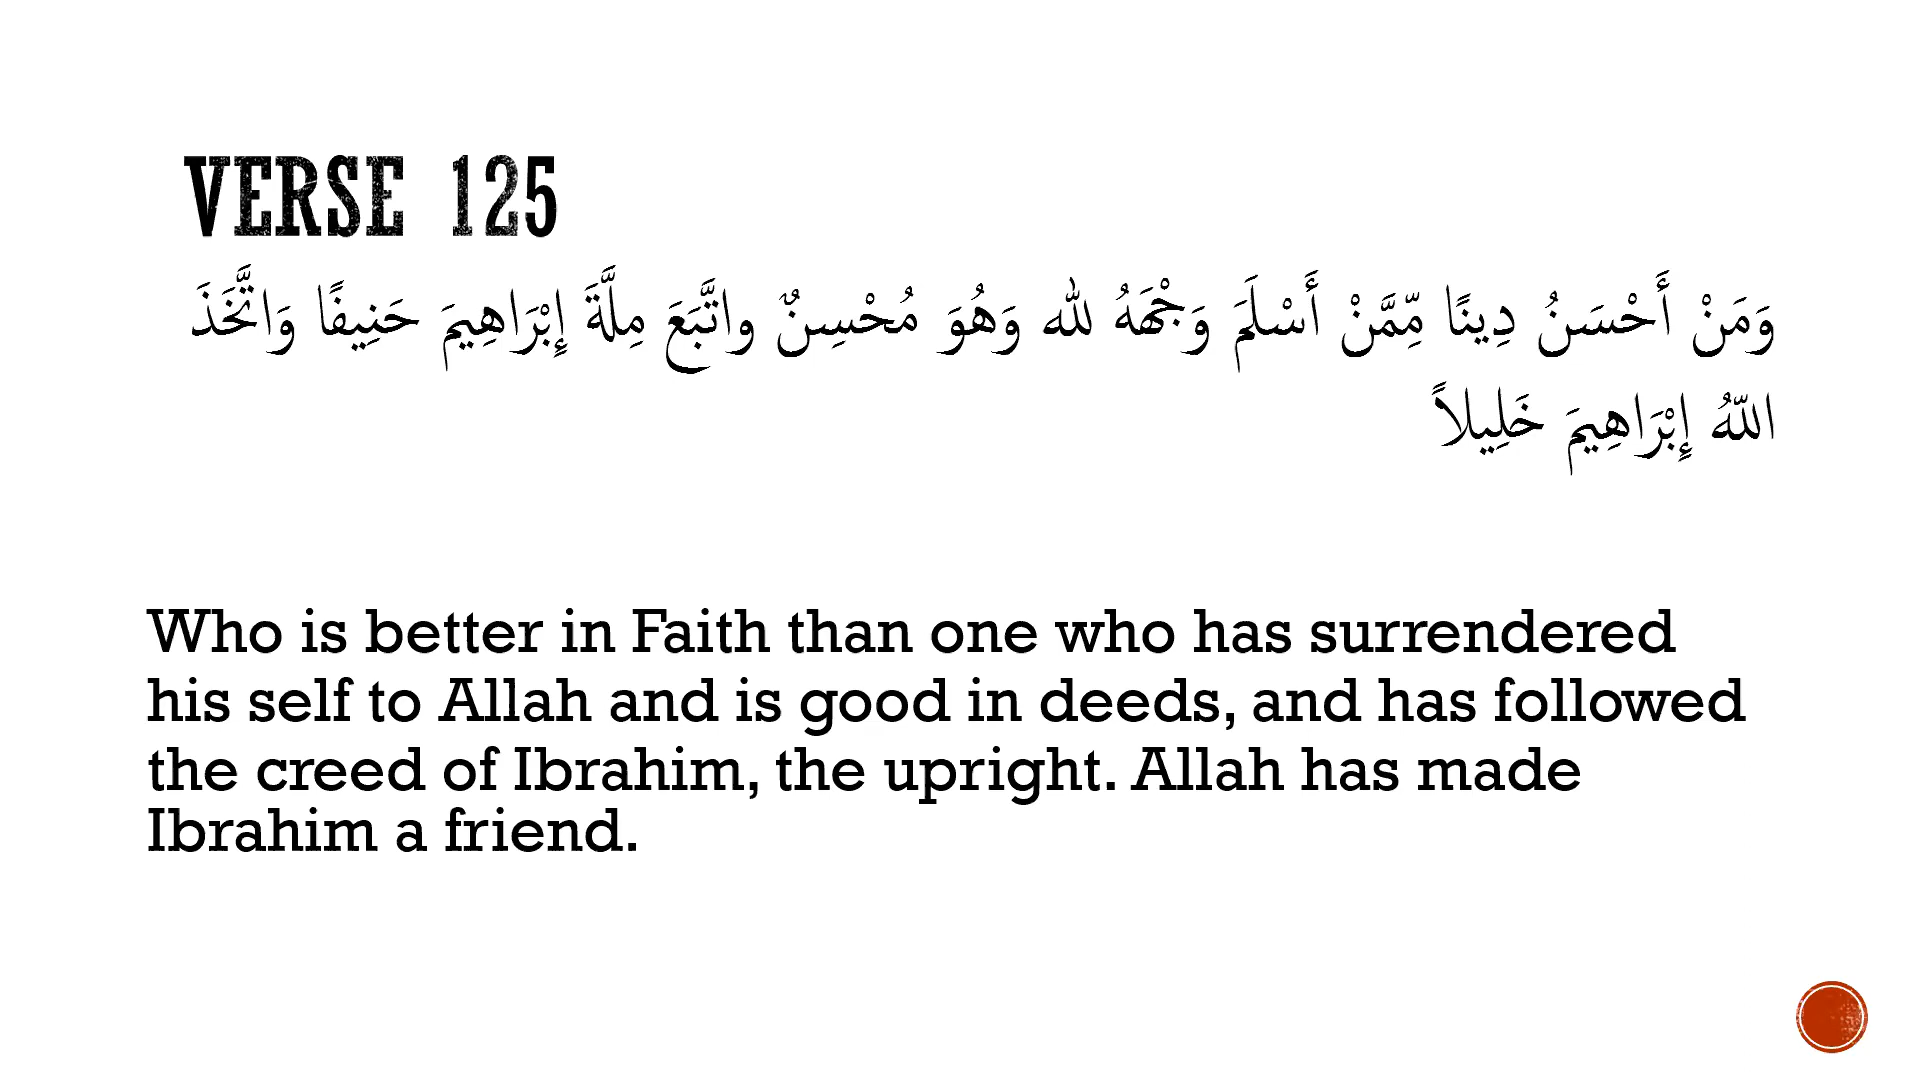 VERSE 125
وَمَنْ أَحْسَنُ دِينًا مِّمَّنْ أَسْلَمَ وَجْهَهُ لله وَهُوَ مُحْسِنٌ واتَّبَعَ مِلَّةَ إِبْرَاهِيمَ حَنِيفًا وَاتَّخَذَ
اللّهُ إِبْرَاهِيمَ خَلِيلاً
Who is better in Faith than one who has surrendered
his self to Allah and is good in deeds, and has followed
the creed of Ibrahim, the upright. Allah has made
Ibrahim a friend.